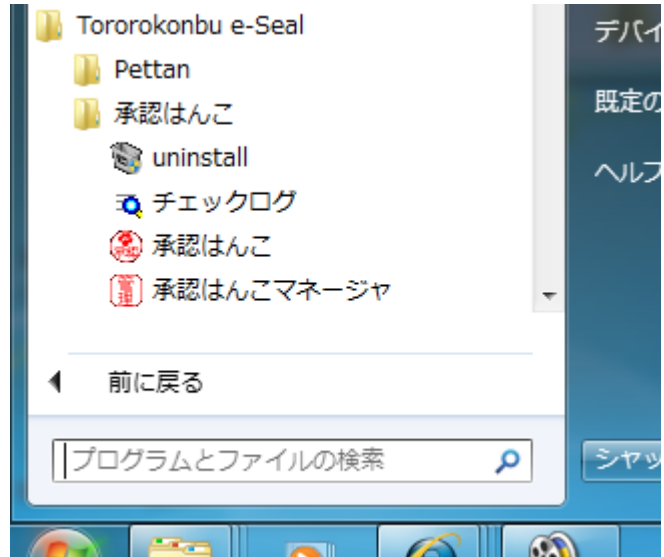 Tororokonbu e-Seal
Pettan
承認はんこ
uninstall
チェックログ
承認はんこ
承認はんこマネージャ
前に戻る
プログラムとファイルの検索
デバイ
既定の
ヘルプ
シャッ